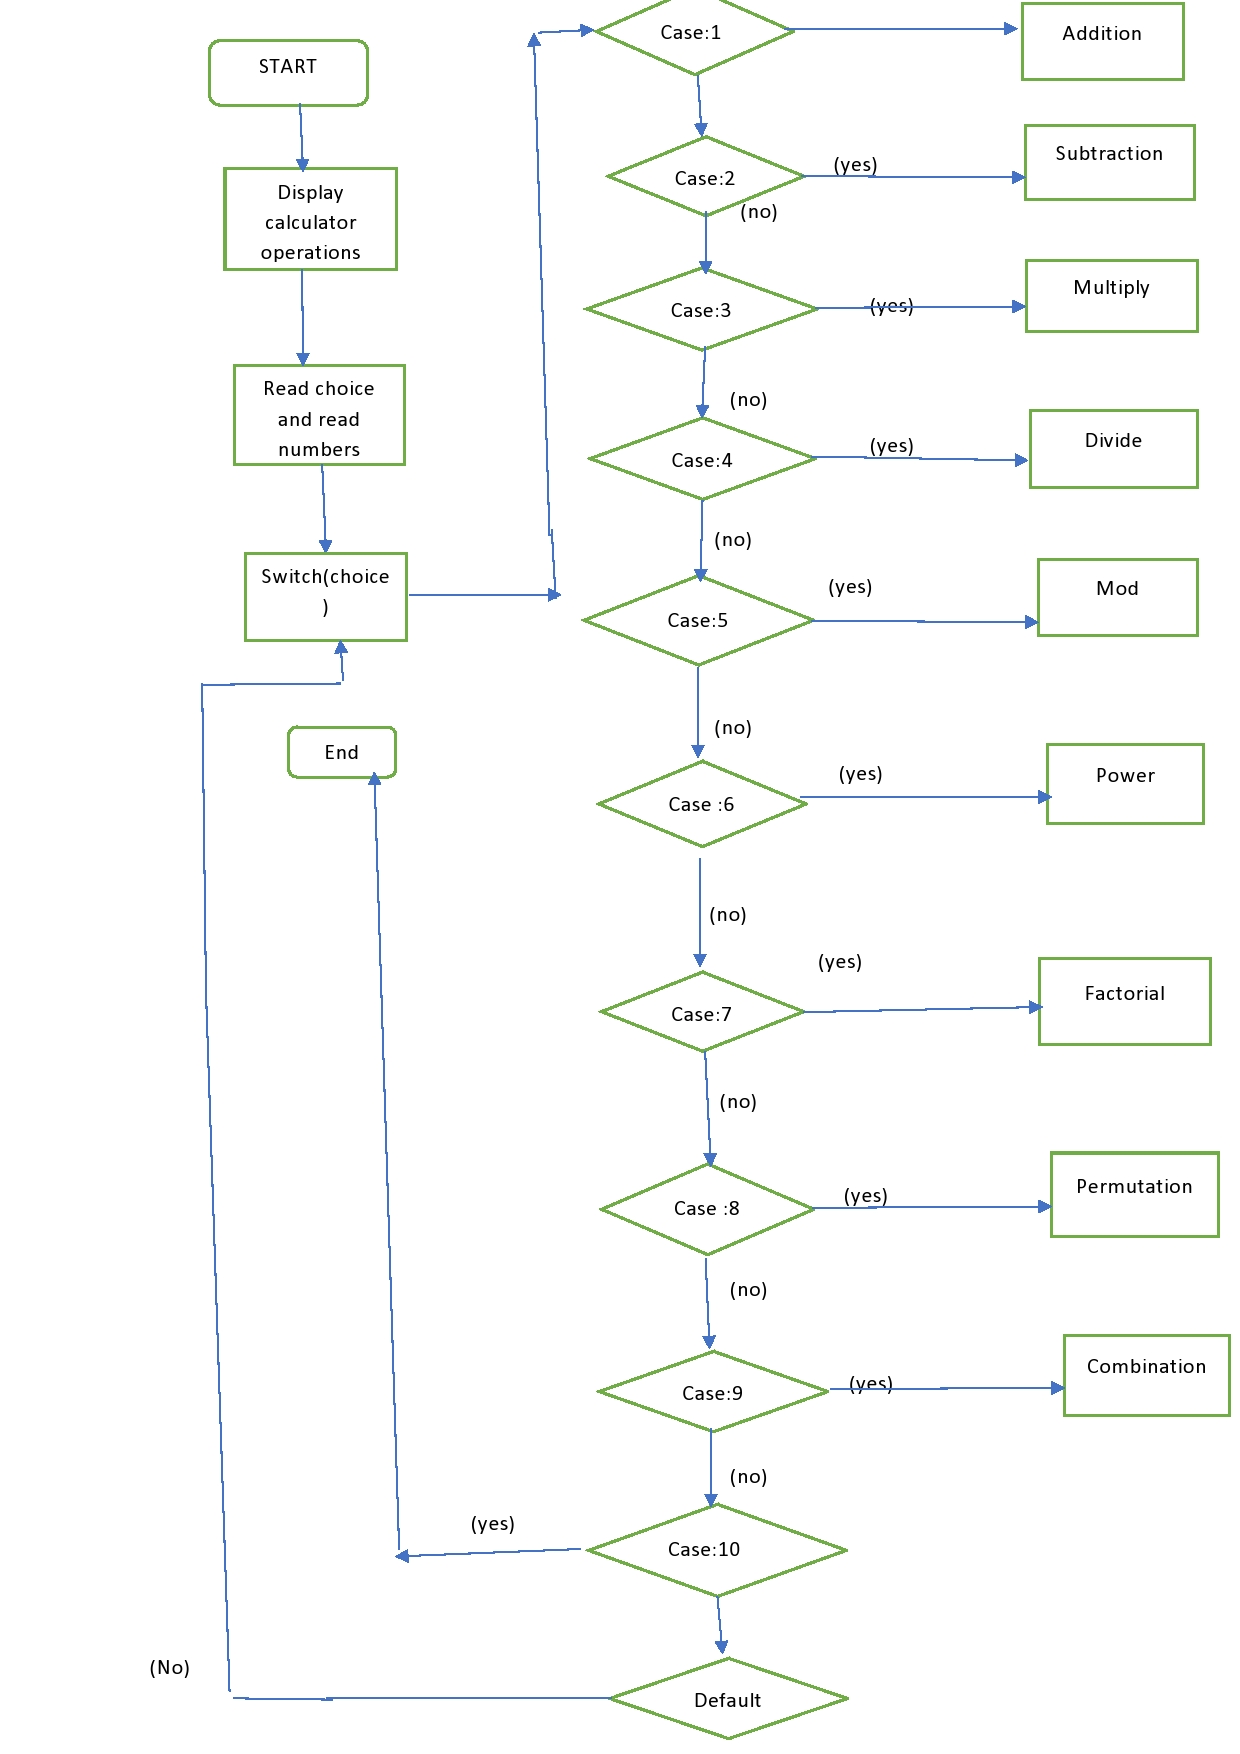 START
Display
calculator
operations
Read choice
and read
numbers
Switch(choice
)
End
(No)
Case:1
Addition
Case:2
(yes)
Subtraction
(no)
Case:3
(yes)
Multiply
(no)
Case:4
(yes)
Divide
(no)
Case:5
(yes)
Mod
(no)
Case :6
(yes)
Power
(no)
Case:7
(yes)
Factorial
(no)
Case :8
(yes)
Permutation
(no)
Case:9
(yes)
Combination
(no)
Case:10
(yes)
Default